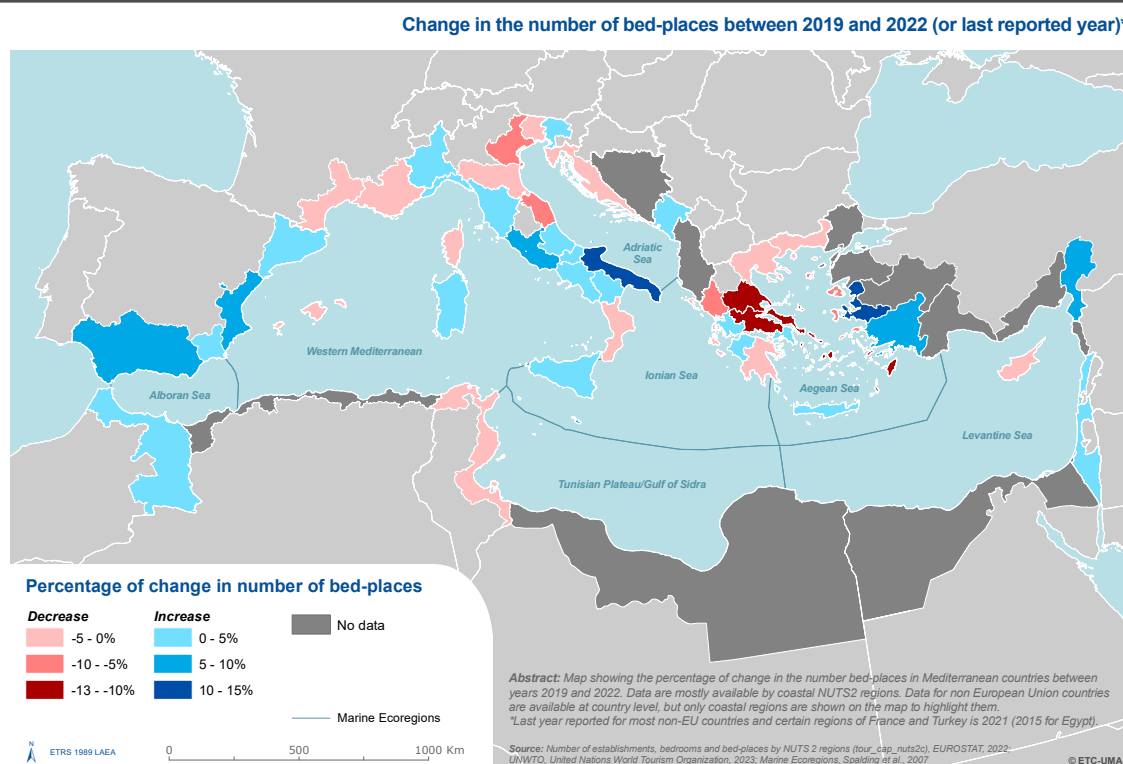 Change in the number of bed-places between 2019 and 2022 (or last reported year)*
Adriatic
Sea
Western Mediterranean
Ionian Sea
Aegean Sea
Alboran Sea
Levantine Sea
Tunisian Plateau/Gulf of Sidra
Percentage of change in number of bed-places
Decrease
Increase
-5 - 0%
0 - 5%
No data
-10 - -5%
5 - 10%
-13 - -10%
10 - 15%
Marine Ecoregions
N
ETRS 1989 LAEA
0
500
1000 Km
Abstract: Map showing the percentage of change in the number bed-places in Mediterranean countries between
years 2019 and 2022. Data are mostly available by coastal NUTS2 regions. Data for non European Union countries
are available at country level, but only coastal regions are shown on the map to highlight them.
*Last year reported for most non-EU countries and certain regions of France and Turkey is 2021 (2015 for Egypt).
Source: Number of establishments, bedrooms and bed-places by NUTS 2 regions (tour_cap_nuts2c), EUROSTAT, 2022;
UNWTO, United Nations World Tourism Organization, 2023; Marine Ecoregions, Spalding et al., 2007
© ETC-UMA